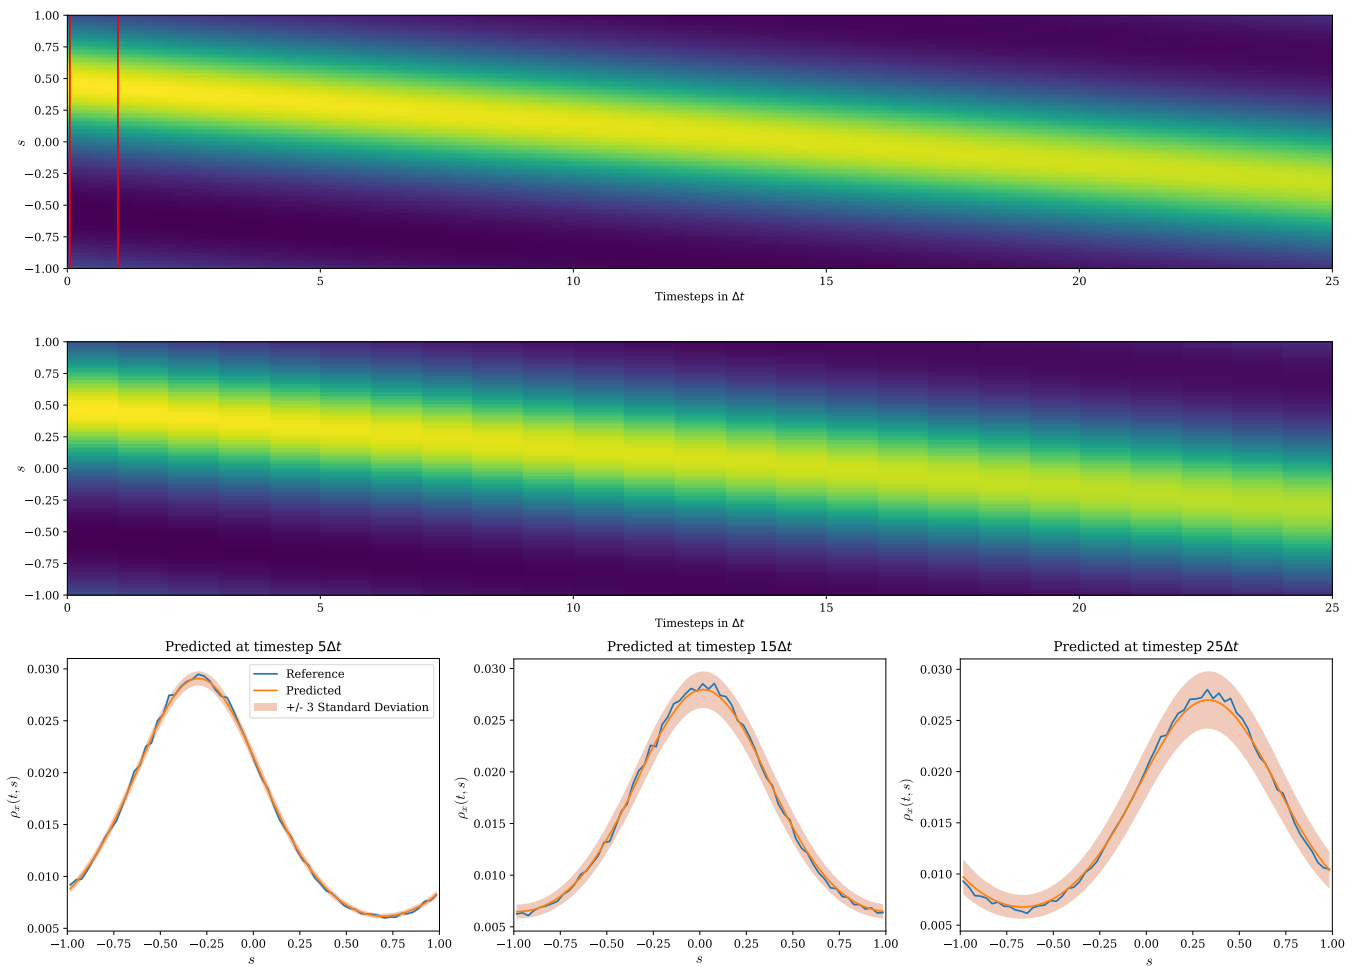 1.00
0.75
0.50
0.25
0.00
−0.25
−0.50
−0.75
−1.00
s
0 5 10 15 20 25
Timesteps in Δt
1.00
0.75
0.50
0.25
0.00
−0.25
−0.50
−0.75
−1.00
s
0 5 10 15 20 25
Timesteps in Δt
Predicted at timestep 5Δt
0.030
0.025
0.020
0.015
0.010
0.005
ρx(t, s)
Reference
Predicted
+/- 3 Standard Deviation
−1.00 −0.75 −0.50 −0.25 0.00 0.25 0.50 0.75 1.00
s
Predicted at timestep 15Δt
0.030
0.025
0.020
0.015
0.010
0.005
ρx(t, s)
−1.00 −0.75 −0.50 −0.25 0.00 0.25 0.50 0.75 1.00
s
Predicted at timestep 25Δt
0.030
0.025
0.020
0.015
0.010
0.005
ρx(t, s)
−1.00 −0.75 −0.50 −0.25 0.00 0.25 0.50 0.75 1.00
s